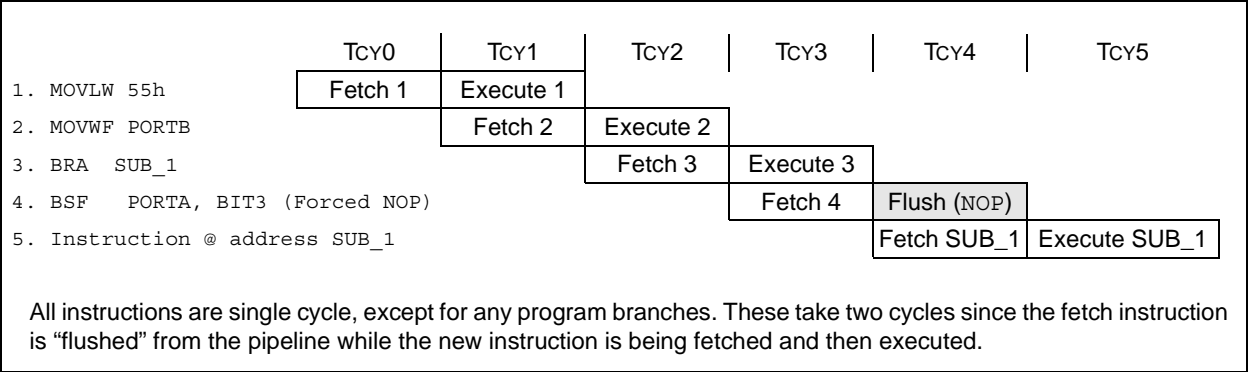 TCY0 TCY1 TCY2 TCY3 TCY4 TCY5
1. MOVLW 55h Fetch 1 Execute 1
2. MOVWF PORTB Fetch 2 Execute 2
3. BRA SUB_1 Fetch 3 Execute 3
4. BSF PORTA, BIT3 (Forced NOP) Fetch 4 Flush (NOP)
5. Instruction @ address SUB_1 Fetch SUB_1 Execute SUB_1
All instructions are single cycle, except for any program branches. These take two cycles since the fetch instruction
is “flushed” from the pipeline while the new instruction is being fetched and then executed.